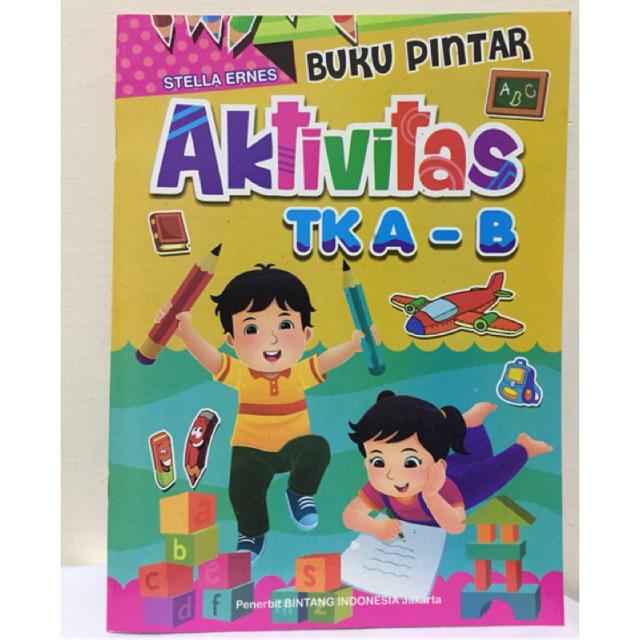 STELLA ERNES
BUKU PINTAR
ABC
Aktivitas
TK A - B
a
b
c e s
d f m z
Penerbit BINTANG INDONESIA Jakarta